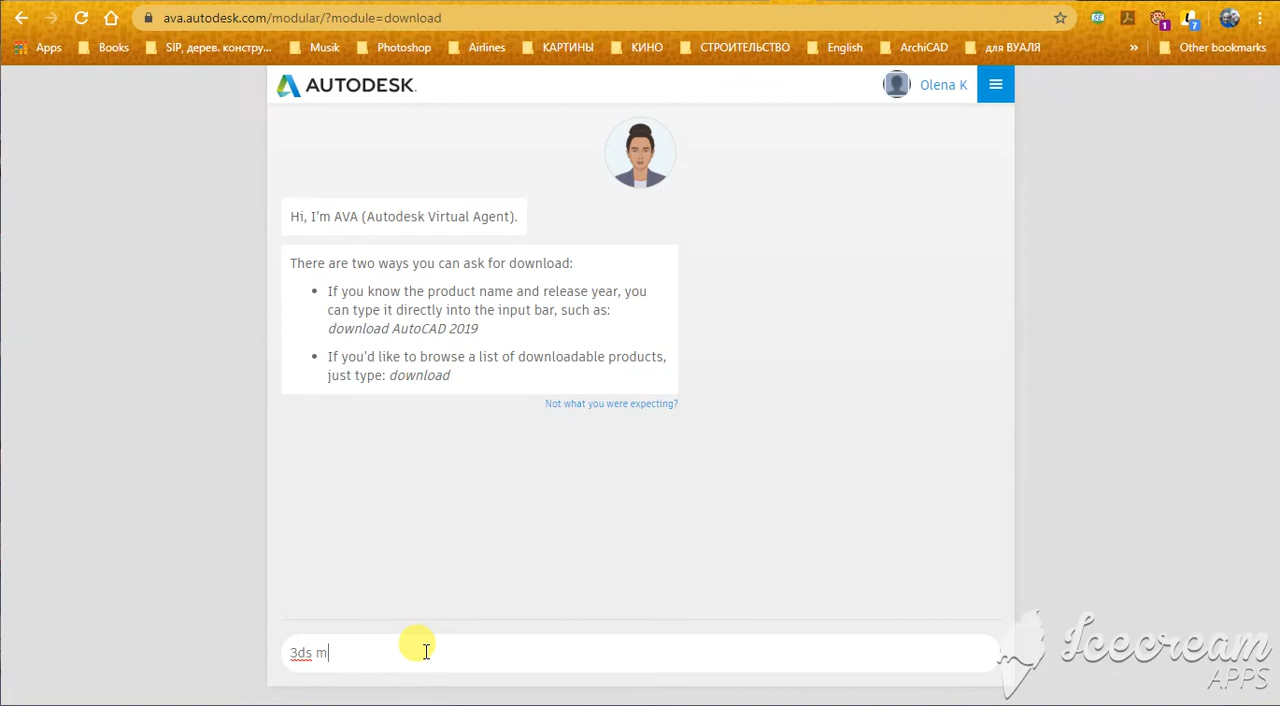 ava.autodesk.com/modular/?module=download
Apps Books SIP, дерев. констру... Musik Photoshop Airlines КАРТИНЫ КИНО СТРОИТЕЛЬСТВО English ArchiCAD для ВУАЛЯ » Other bookmarks
AUTODESK. Olena K
Hi, I'm AVA (Autodesk Virtual Agent).
There are two ways you can ask for download:
• If you know the product name and release year, you
can type it directly into the input bar, such as:
download AutoCAD 2019
• If you'd like to browse a list of downloadable products,
just type: download
Not what you were expecting?
3ds m
Icecream
APPS